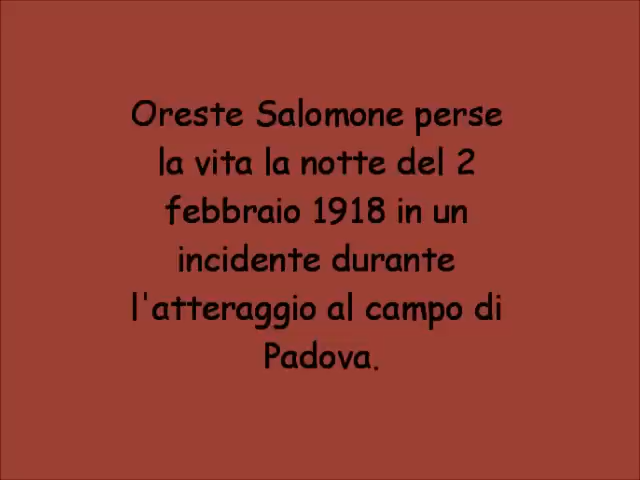 Oreste Salomone perse
la vita la notte del 2
febbraio 1918 in un
incidente durante
l'atteraggio al campo di
Padova.